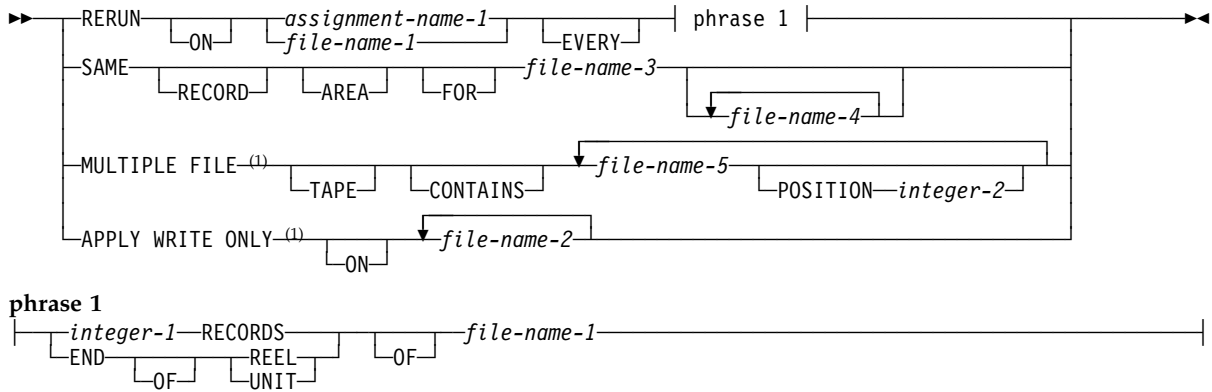 RERUN ON assignment-name-1 EVERY phrase 1
file-name-1
SAME RECORD AREA FOR file-name-3
file-name-4
MULTIPLE FILE (1) TAPE CONTAINS file-name-5 POSITION integer-2
APPLY WRITE ONLY (1) ON file-name-2
phrase 1
integer-1 RECORDS OF file-name-1
END OF REEL
UNIT